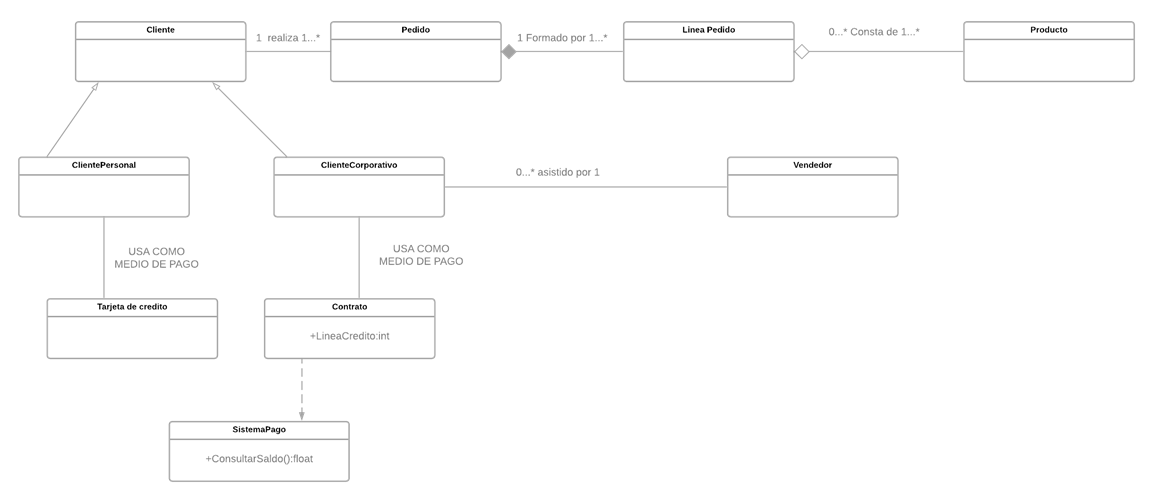 Cliente
1 realiza 1...*
Pedido
1 Formado por 1...*
Linea Pedido
0...* Consta de 1...*
Producto
ClientePersonal
ClienteCorporativo
0...* asistido por 1
Vendedor
USA COMO
MEDIO DE PAGO
USA COMO
MEDIO DE PAGO
Tarjeta de credito
Contrato
+LineaCredito:int
SistemaPago
+ConsultarSaldo():float